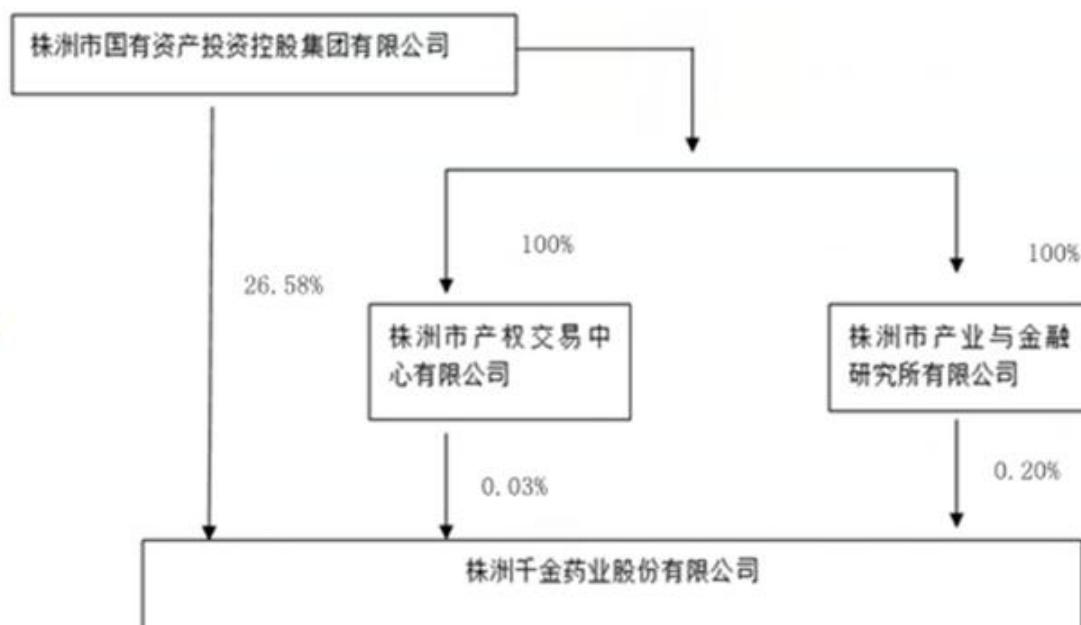 株洲市国有资产投资控股集团有限公司
100%
100%
26.58%
株洲市产权交易中
心有限公司
株洲市产业与金融
研究所有限公司
0.03%
0.20%
株洲千金药业股份有限公司